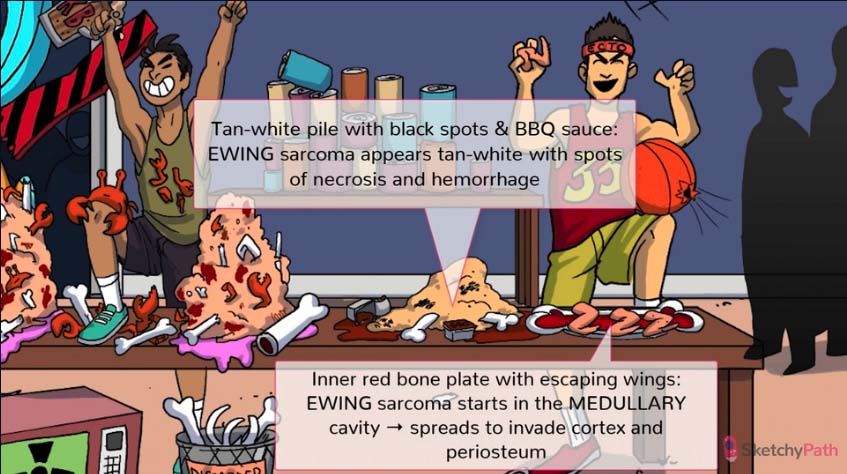 ECTO
Tan-white pile with black spots & BBQ sauce:
EWING sarcoma appears tan-white with spots
of necrosis and hemorrhage
Inner red bone plate with escaping wings:
EWING sarcoma starts in the MEDULLARY
cavity → spreads to invade cortex and
periosteum
SketchyPath